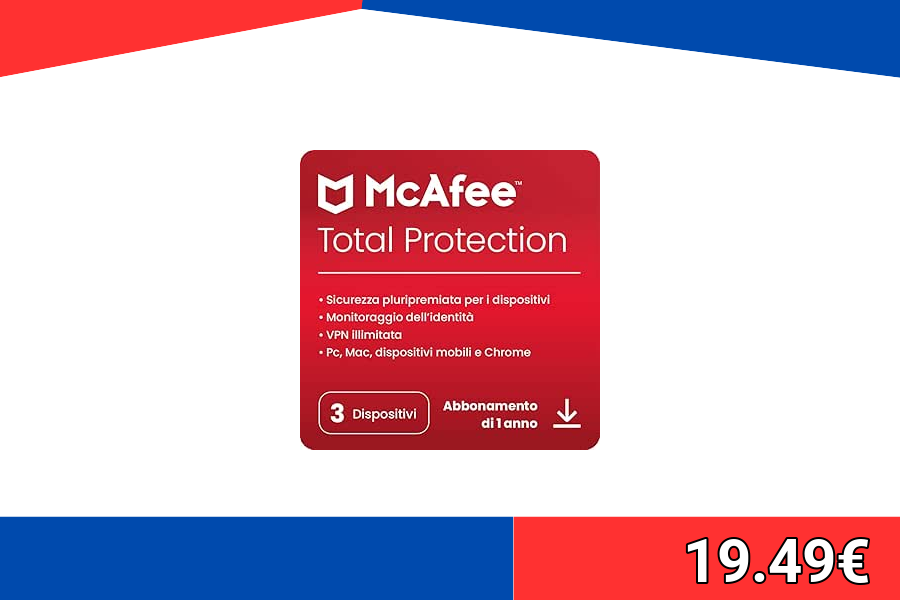 McAfee™
Total Protection
• Sicurezza pluripremiata per i dispositivi
• Monitoraggio dell'identità
• VPN illimitata
• Pc, Mac, dispositivi mobili e Chrome
3 Dispositivi
Abbonamento
di 1 anno
19.49€